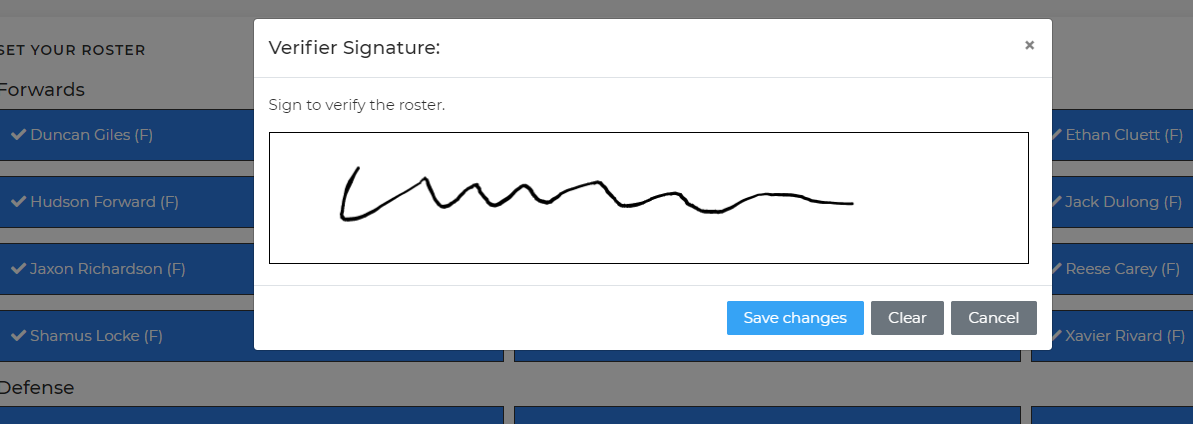 SET YOUR ROSTER
Forwards
Duncan Giles (F)
Ethan Cluett (F)
Hudson Forward (F)
Jack Dulong (F)
Jaxon Richardson (F)
Reese Carey (F)
Shamus Locke (F)
Xavier Rivard (F)
Defense
Verifier Signature:
×
Sign to verify the roster.
Save changes
Clear
Cancel